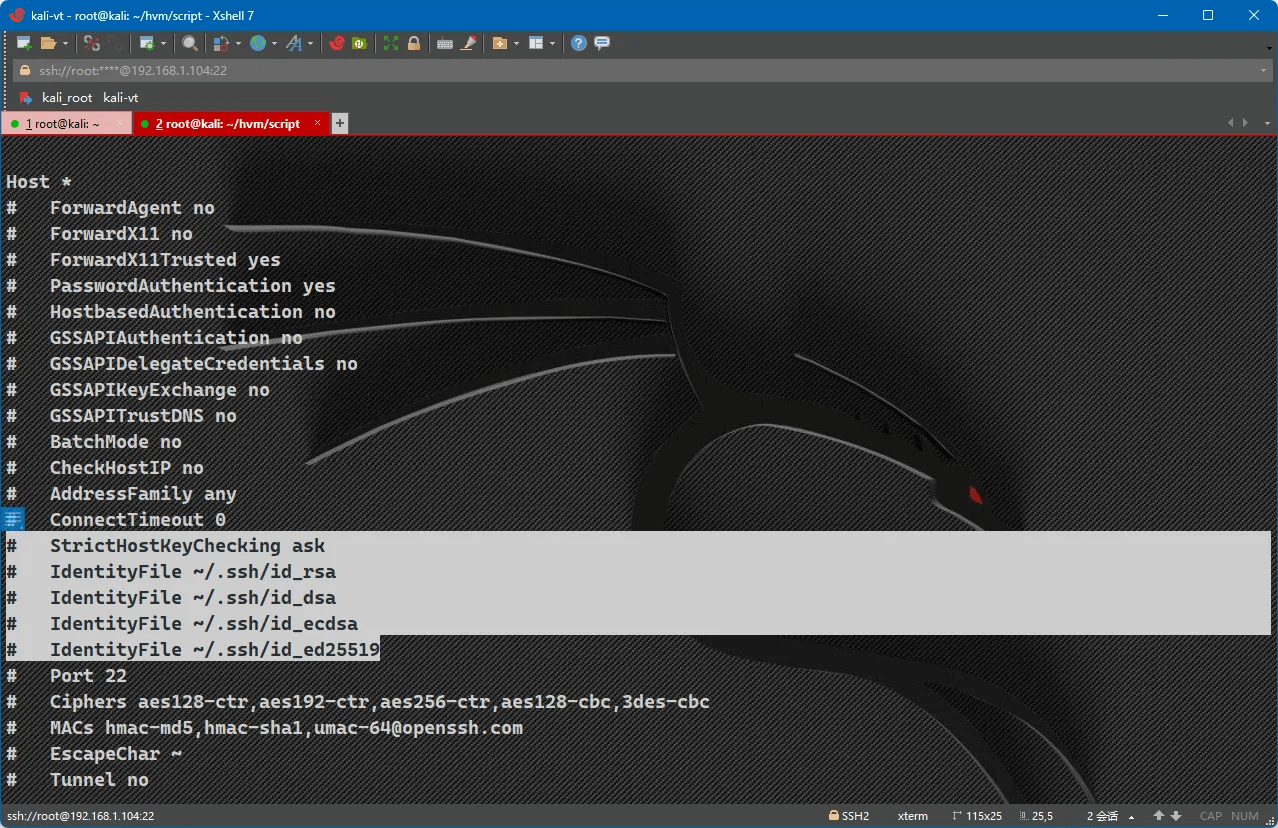 kali-vt - root@kali: ~/hvm/script - Xshell 7
ssh://root:****@192.168.1.104:22
kali_root kali-vt
1 root@kali: ~ × 2 root@kali: ~/hvm/script × +
Host *
#   ForwardAgent no
#   ForwardX11 no
#   ForwardX11Trusted yes
#   PasswordAuthentication yes
#   HostbasedAuthentication no
#   GSSAPIAuthentication no
#   GSSAPIDelegateCredentials no
#   GSSAPIKeyExchange no
#   GSSAPITrustDNS no
#   BatchMode no
#   CheckHostIP no
#   AddressFamily any
#   ConnectTimeout 0
#   StrictHostKeyChecking ask
#   IdentityFile ~/.ssh/id_rsa
#   IdentityFile ~/.ssh/id_dsa
#   IdentityFile ~/.ssh/id_ecdsa
#   IdentityFile ~/.ssh/id_ed25519
#   Port 22
#   Ciphers aes128-ctr,aes192-ctr,aes256-ctr,aes128-cbc,3des-cbc
#   MACs hmac-md5,hmac-sha1,umac-64@openssh.com
#   EscapeChar ~
#   Tunnel no
ssh://root@192.168.1.104:22 SSH2 xterm 115x25 25,5 2 会话 CAP NUM